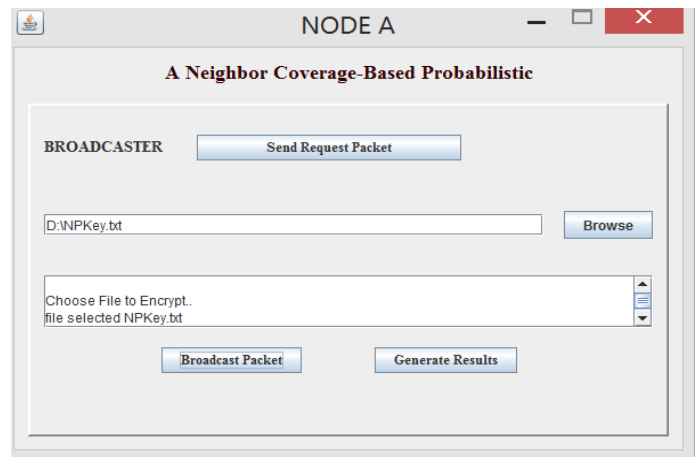 NODE A
A Neighbor Coverage-Based Probabilistic
BROADCASTER
Send Request Packet
D:\NPKey.txt
Browse
Choose File to Encrypt..
file selected NPKey.txt
Broadcast Packet
Generate Results